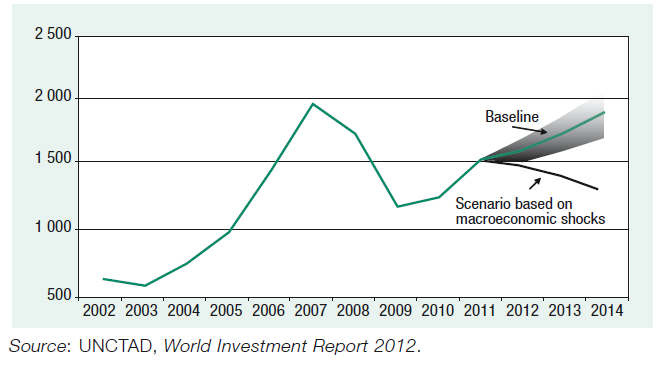 2 500
2 000
Baseline
1 500
Scenario based on
macroeconomic shocks
1 000
500
2002 2003 2004 2005 2006 2007 2008 2009 2010 2011 2012 2013 2014
Source: UNCTAD, World Investment Report 2012.